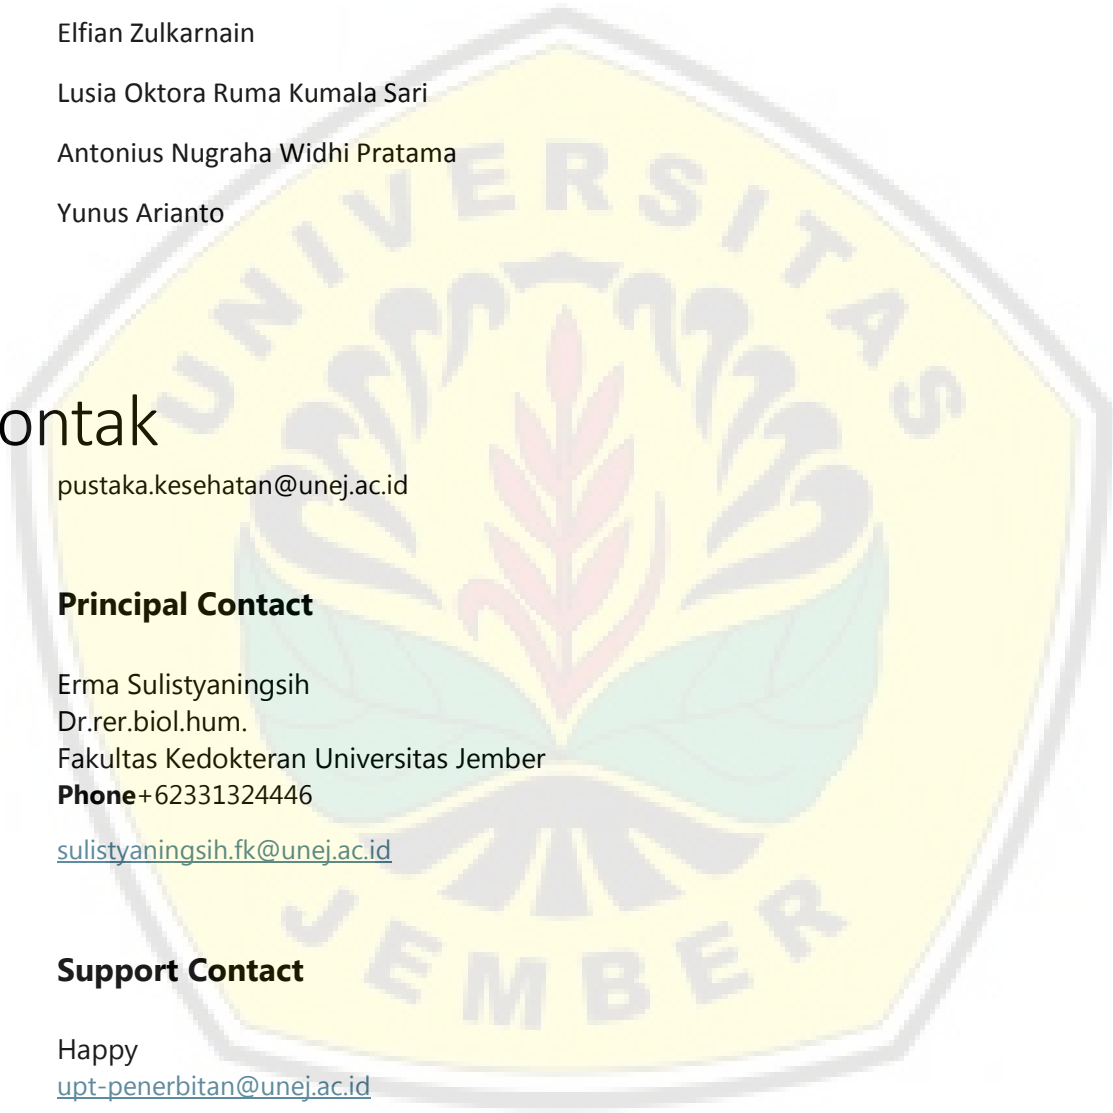 Elfian Zulkarnain
Lusia Oktora Ruma Kumala Sari
Antonius Nugraha Widhi Pratama
Yunus Arianto
UNIVERSITAS
ontak
pustaka.kesehatan@unej.ac.id
Principal Contact
Erma Sulistyaningsih
Dr.rer.biol.hum.
Fakultas Kedokteran Universitas Jember
Phone+62331324446
sulistyaningsih.fk@unej.ac.id
JEMBER
Support Contact
Happy
upt-penerbitan@unej.ac.id